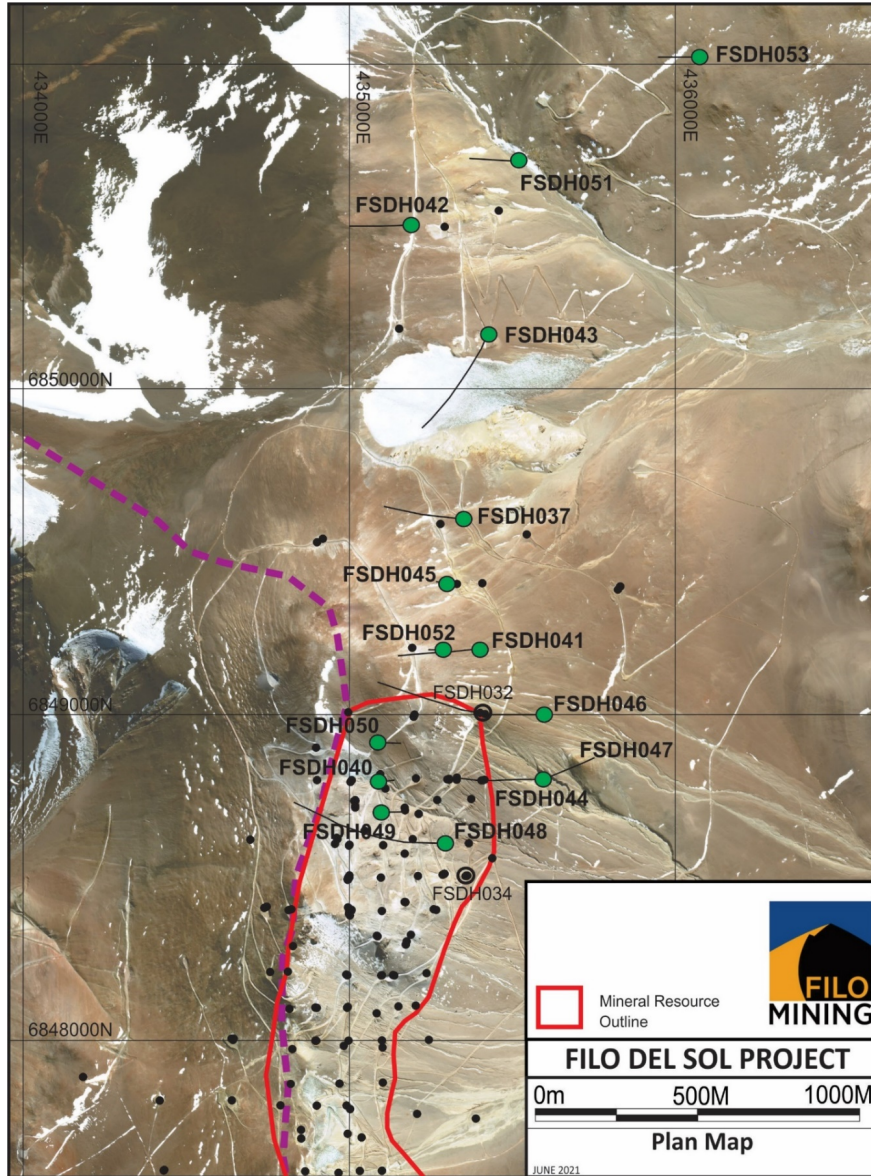 FSDH053
434000E
435000E
436000E
FSDH051
FSDH042
FSDH043
6850000N
FSDH037
FSDH045
FSDH052
FSDH041
FSDH032
6849000N
FSDH046
FSDH050
FSDH047
FSDH040
FSDH044
FSDH049
FSDH048
FSDH034
6848000N
Mineral Resource
Outline
FILO
MINING
FILO DEL SOL PROJECT
0m 500M 1000M
Plan Map
JUNE 2021